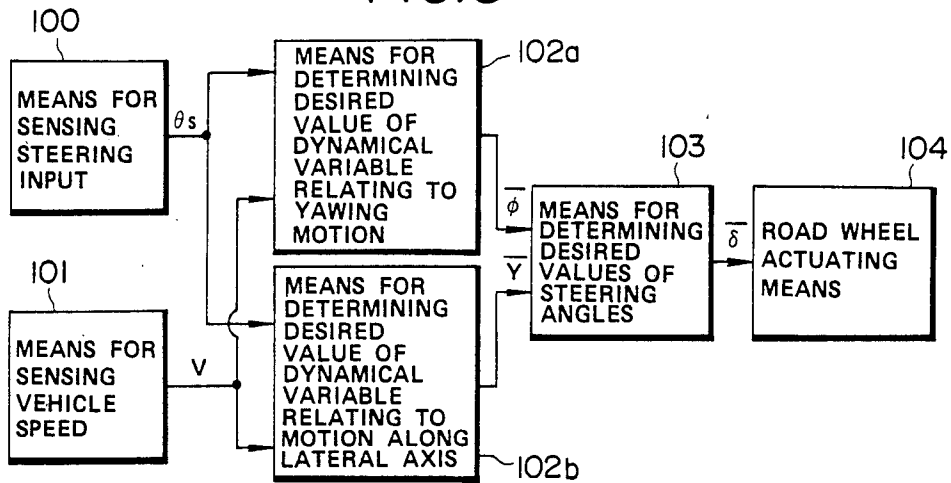 100
MEANS FOR
SENSING
STEERING
INPUT
θs
101
MEANS FOR
SENSING
VEHICLE
SPEED
V
102a
MEANS FOR
DETERMINING
DESIRED
VALUE OF
DYNAMICAL
VARIABLE
RELATING TO
YAWING
MOTION
MEANS FOR
DETERMINING
DESIRED
VALUE OF
DYNAMICAL
VARIABLE
RELATING TO
MOTION ALONG
LATERAL AXIS
102b
ϕ̅
Y̅
103
MEANS FOR
DETERMINING
DESIRED
VALUES OF
STEERING
ANGLES
δ̅
104
ROAD WHEEL
ACTUATING
MEANS